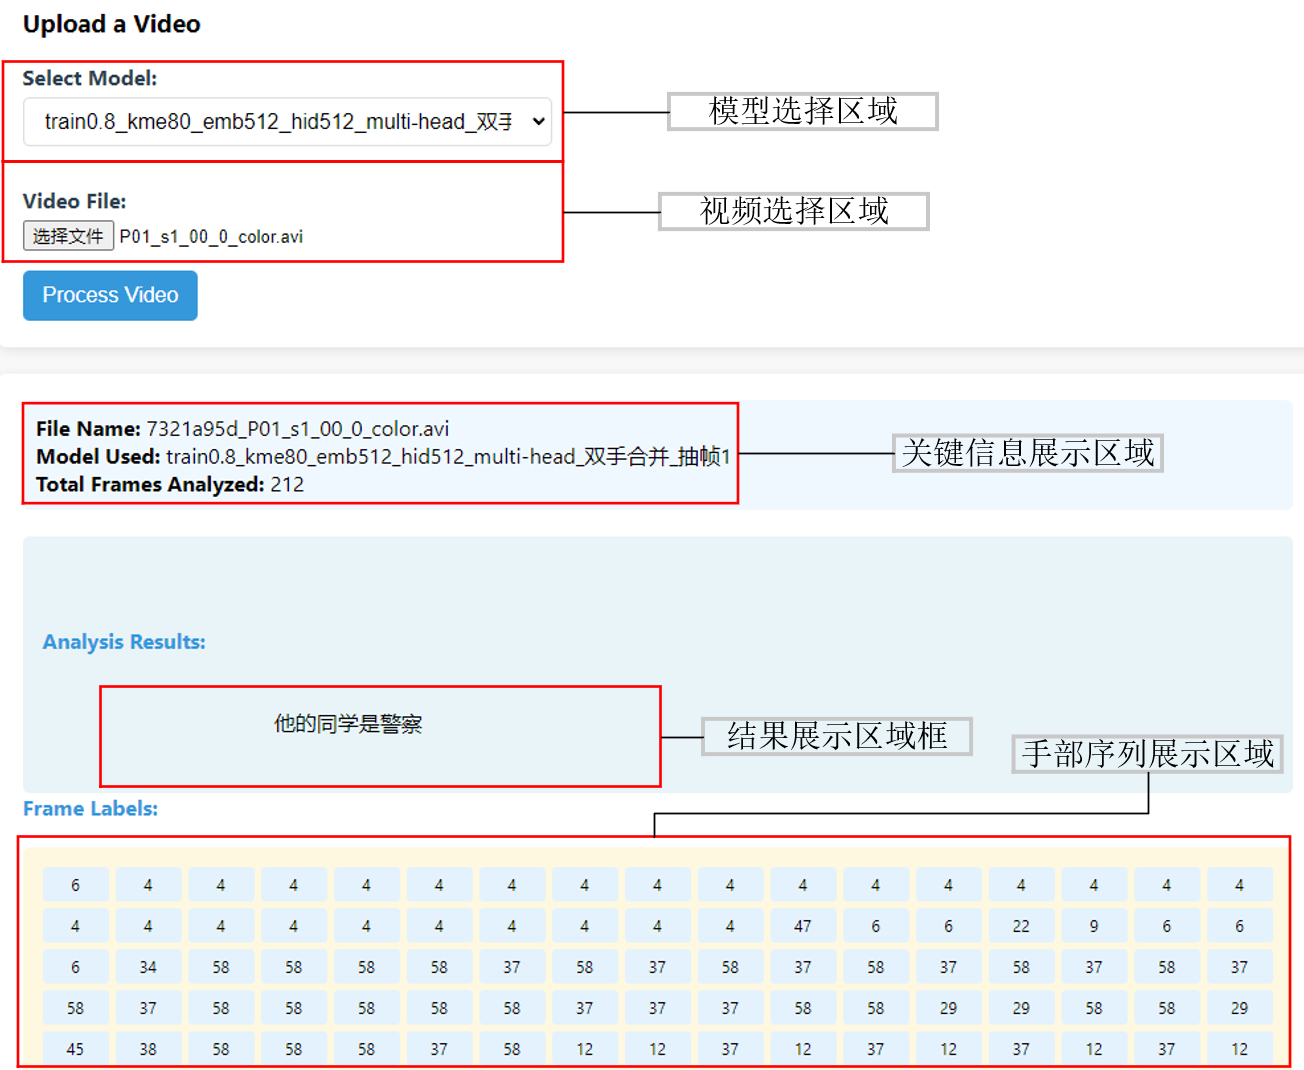 Upload a Video
Select Model:
train0.8_kme80_emb512_hid512_multi-head_双手
模型选择区域
Video File:
选择文件 P01_s1_00_0_color.avi
视频选择区域
Process Video
File Name: 7321a95d_P01_s1_00_0_color.avi
Model Used: train0.8_kme80_emb512_hid512_multi-head_双手合并_抽帧1
Total Frames Analyzed: 212
关键信息展示区域
Analysis Results:
他的同学是警察
结果展示区域框
手部序列展示区域
Frame Labels:
6 4 4 4 4 4 4 4 4 4 4 4 4 4 4 4 4
4 4 4 4 4 4 4 4 4 4 47 6 6 22 9 6 6
6 34 58 58 58 58 37 58 37 58 37 58 37 58 37 58 37
58 37 58 58 58 58 58 37 37 37 58 58 29 29 58 58 29
45 38 58 58 58 37 58 12 12 37 12 37 12 37 12 37 12